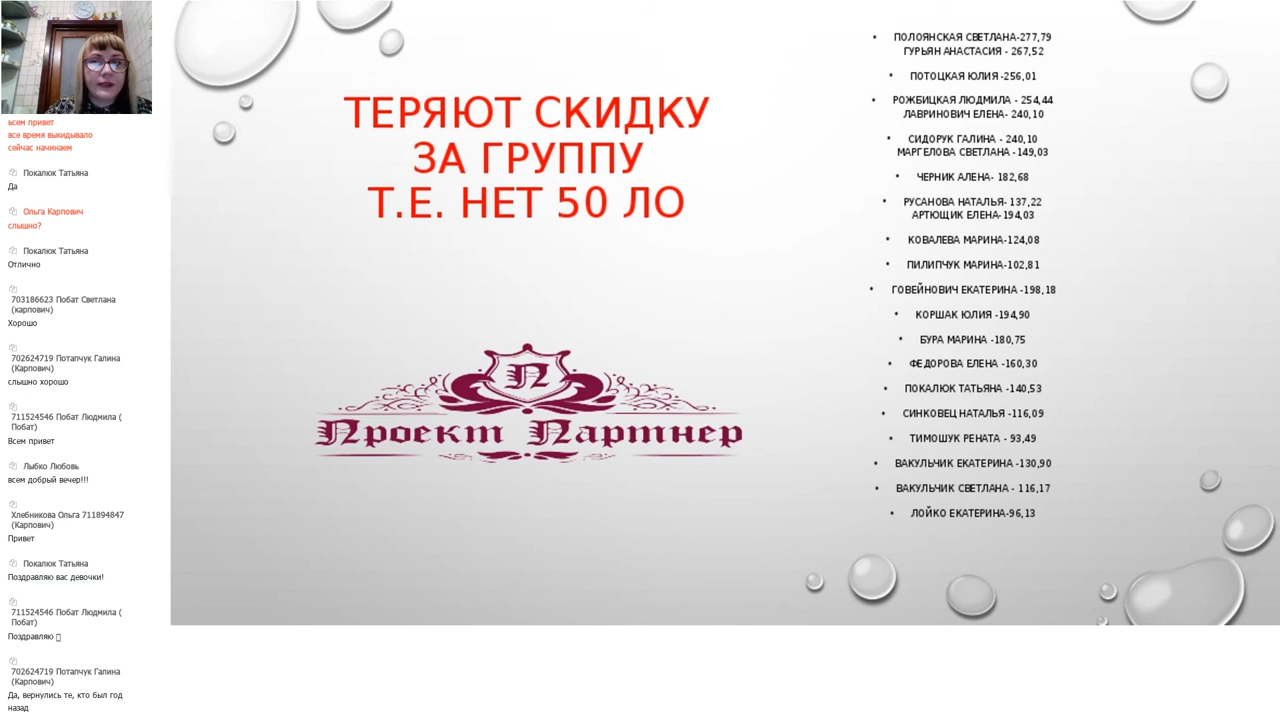 ьсем привет
все время выкидывало
сейчас начинаем
Покалюк Татьяна
Да
Ольга Карпович
слышно?
Покалюк Татьяна
Отлично
703186623 Побат Светлана
(карпович)
Хорошо
702624719 Потапчук Галина
(Карпович)
слышно хорошо
711524546 Побат Людмила (
Побат)
Всем привет
Лыбко Любовь
всем добрый вечер!!!
Хлебникова Ольга 711894847
(Карпович)
Привет
Покалюк Татьяна
Поздравляю вас девочки!
711524546 Побат Людмила (
Побат)
Поздравляю
702624719 Потапчук Галина
(Карпович)
Да, вернулись те, кто был год
назад
ТЕРЯЮТ СКИДКУ
ЗА ГРУППУ
Т.Е. НЕТ 50 ЛО
П
Проект Партнер
• ПОЛОЯНСКАЯ СВЕТЛАНА-277,79
ГУРЬЯН АНАСТАСИЯ - 267,52
• ПОТОЦКАЯ ЮЛИЯ -256,01
• РОЖБИЦКАЯ ЛЮДМИЛА - 254,44
ЛАВРИНОВИЧ ЕЛЕНА- 240,10
• СИДОРУК ГАЛИНА - 240,10
МАРГЕЛОВА СВЕТЛАНА -149,03
• ЧЕРНИК АЛЕНА- 182,68
• РУСАНОВА НАТАЛЬЯ- 137,22
АРТЮЩИК ЕЛЕНА-194,03
• КОВАЛЕВА МАРИНА-124,08
• ПИЛИПЧУК МАРИНА-102,81
• ГОВЕЙНОВИЧ ЕКАТЕРИНА -198,18
• КОРШАК ЮЛИЯ -194,90
• БУРА МАРИНА -180,75
• ФЕДОРОВА ЕЛЕНА -160,30
• ПОКАЛЮК ТАТЬЯНА -140,53
• СИНКОВЕЦ НАТАЛЬЯ -116,09
• ТИМОШУК РЕНАТА - 93,49
• ВАКУЛЬЧИК ЕКАТЕРИНА -130,90
• ВАКУЛЬЧИК СВЕТЛАНА - 116,17
• ЛОЙКО ЕКАТЕРИНА-96,13